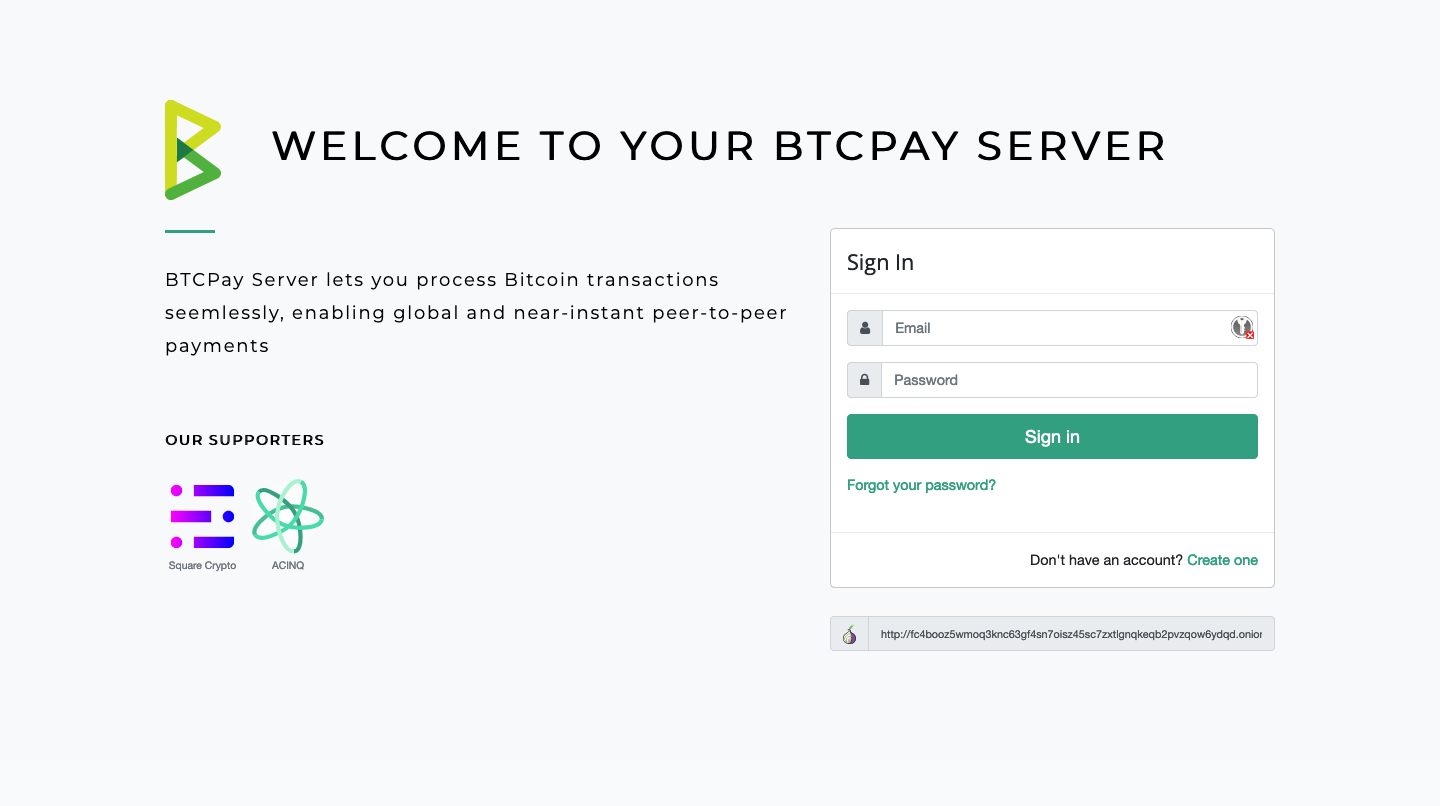 WELCOME TO YOUR BTCPAY SERVER
BTCPay Server lets you process Bitcoin transactions
seemlessly, enabling global and near-instant peer-to-peer
payments
OUR SUPPORTERS
Square Crypto
ACINQ
Sign In
Email
Password
Sign in
Forgot your password?
Don't have an account? Create one
http://fc4booz5wmoq3knc63gf4sn7oisz45sc7zxtlgnqkeqb2pvzqow6ydqd.onion